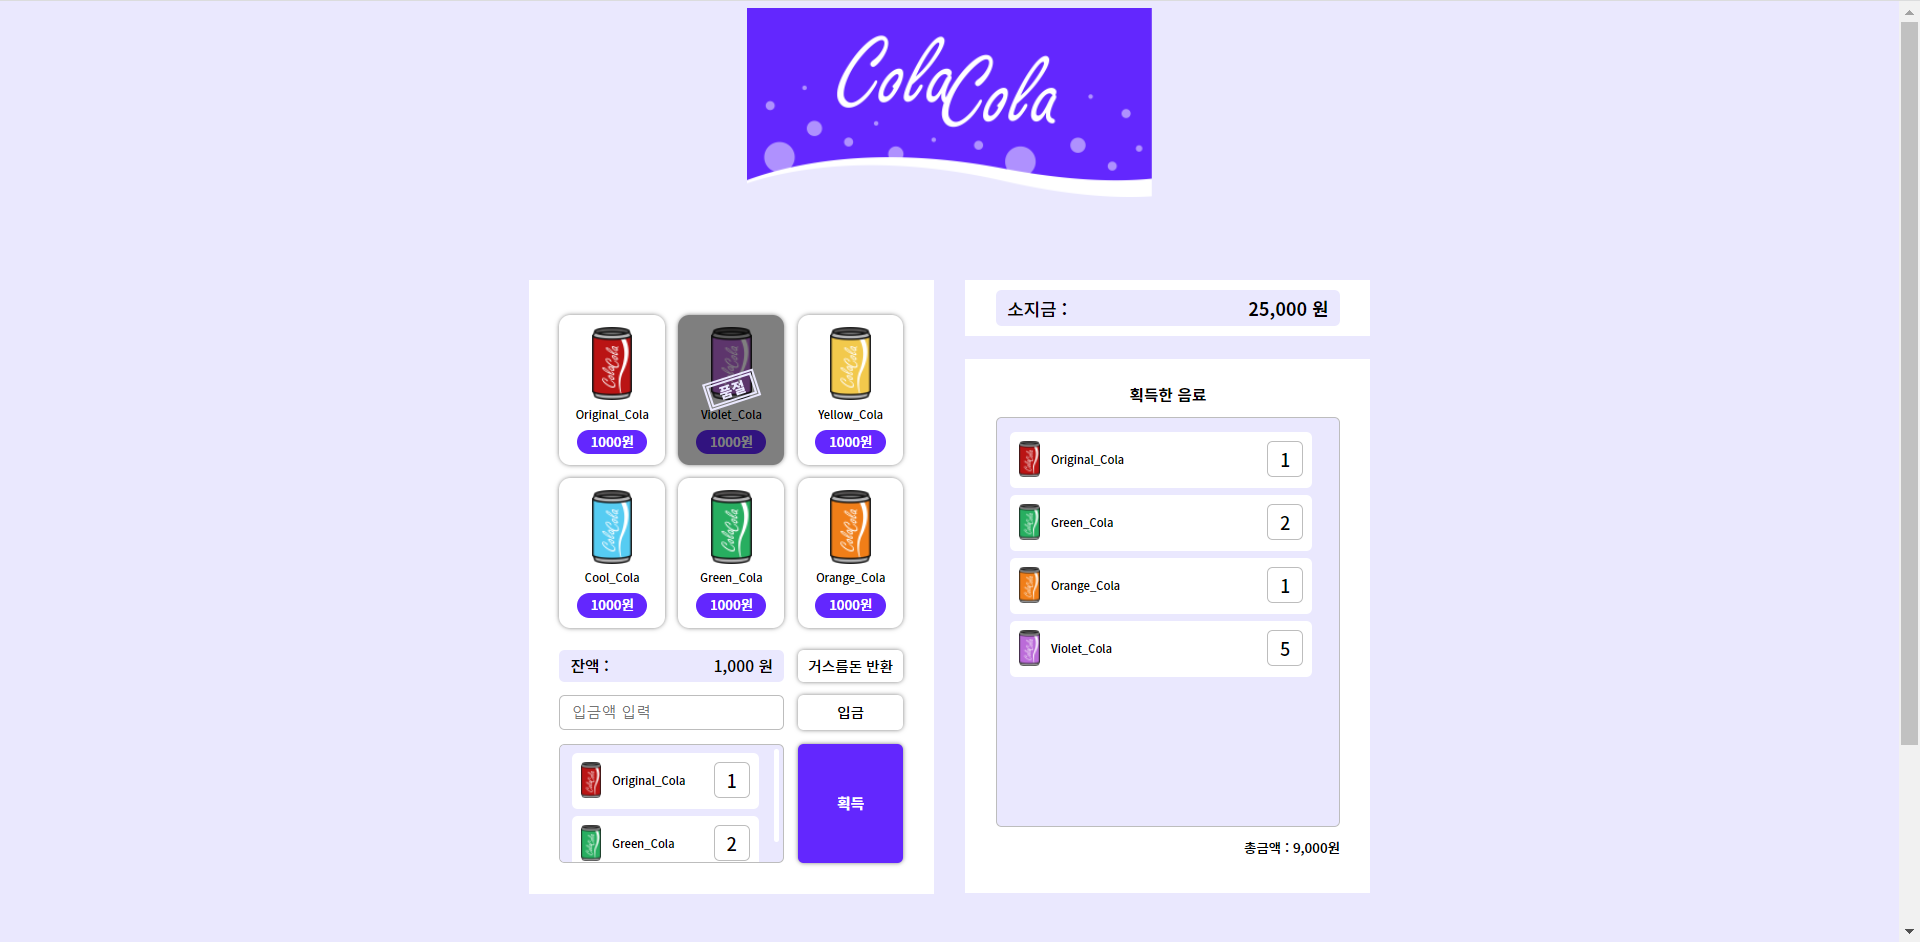 ColaCola
Original_Cola
1000원
품절
Violet_Cola
1000원
Yellow_Cola
1000원
Cool_Cola
1000원
Green_Cola
1000원
Orange_Cola
1000원
잔액 : 1,000 원
거스름돈 반환
입금액 입력
입금
Original_Cola 1
Green_Cola 2
획득
소지금 : 25,000 원
획득한 음료
Original_Cola 1
Green_Cola 2
Orange_Cola 1
Violet_Cola 5
총금액 : 9,000원